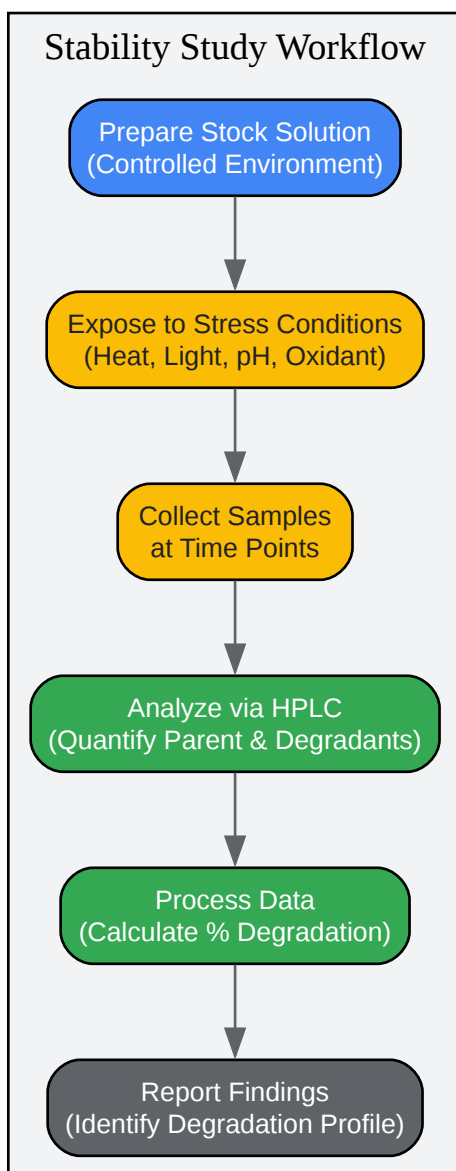 Stability Study Workflow
Prepare Stock Solution
(Controlled Environment)
Expose to Stress Conditions
(Heat, Light, pH, Oxidant)
Collect Samples
at Time Points
Analyze via HPLC
(Quantify Parent & Degradants)
Process Data
(Calculate % Degradation)
Report Findings
(Identify Degradation Profile)